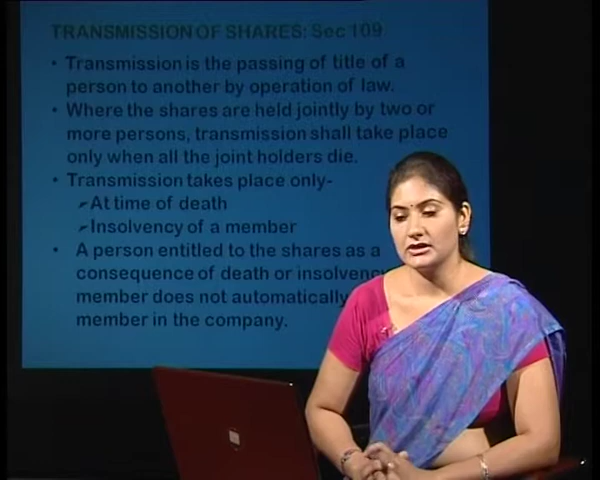 TRANSMISSION OF SHARES: Sec 109
• Transmission is the passing of title of a
person to another by operation of law.
• Where the shares are held jointly by two or
more persons, transmission shall take place
only when all the joint holders die.
• Transmission takes place only-
At time of death
Insolvency of a member
• A person entitled to the shares as a
consequence of death or insolvency
member does not automatically
member in the company.